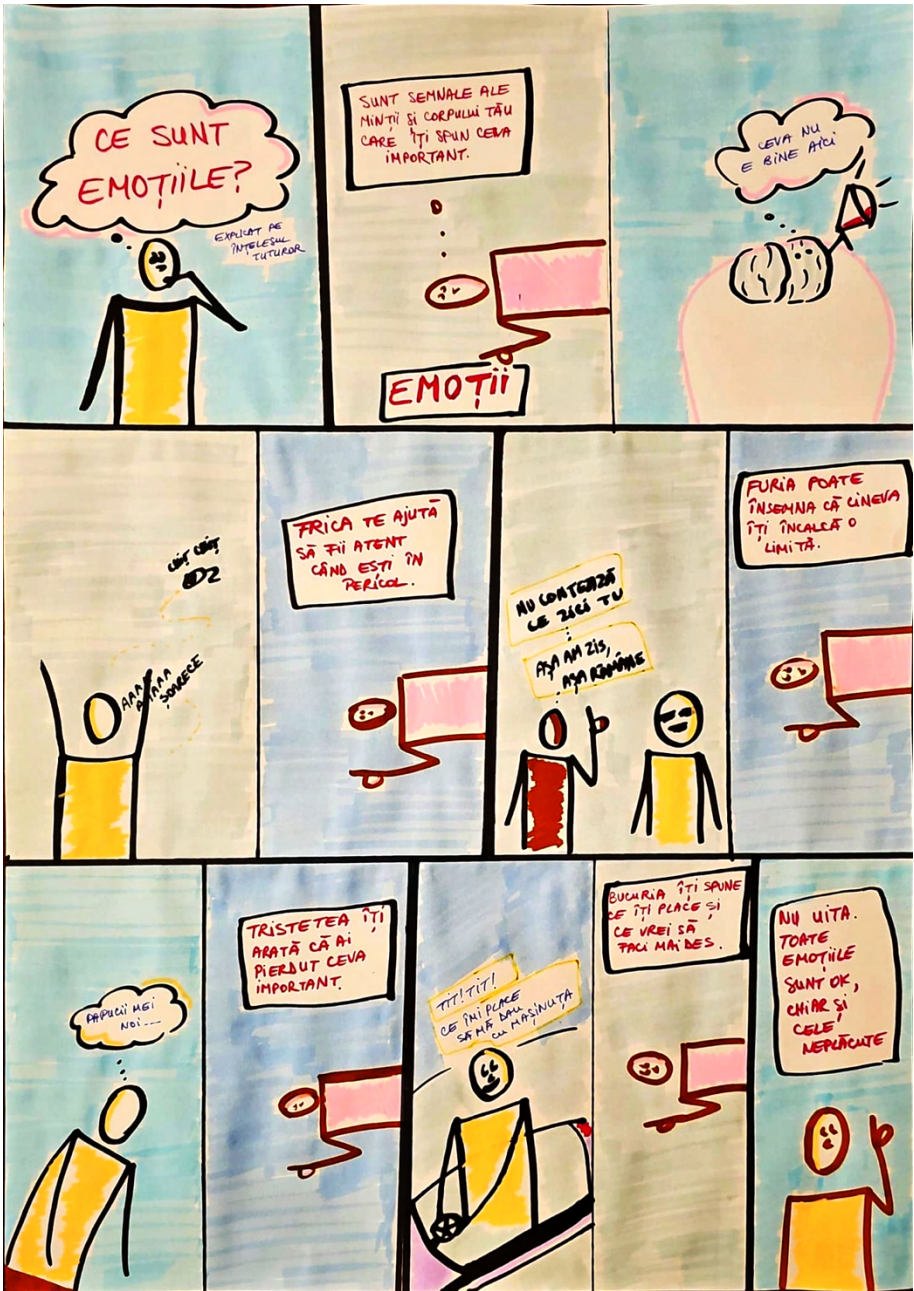 CE SUNT
EMOȚIILE?
EXPLICAT PE
ÎNȚELESUL
TUTUROR
SUNT SEMNALE ALE
MINȚII ȘI CORPULUI TĂU
CARE ÎȚI SPUN CEVA
IMPORTANT.
EMOȚII
CEVA NU
E BINE AICI
CHIȚ CHIȚ
AAAA
AAAAA
ȘOARECE
FRICA TE AJUTĂ
SĂ FII ATENT
CÂND EȘTI ÎN
PERICOL.
NU CONTEAZĂ
CE ZICI TU
AȘA AM ZIS,
AȘA RĂMÂNE
FURIA POATE
ÎNSEMNA CĂ CINEVA
ÎȚI ÎNCALCĂ O
LIMITĂ.
PAPUCII MEI
NOI...
TRISTETEA ÎȚI
ARATĂ CĂ AI
PIERDUT CEVA
IMPORTANT.
TIT! TIT!
CE ÎMI PLACE
SĂ MĂ DAU
CU MAȘINUȚA
BUCURIA ÎȚI SPUNE
CE ÎȚI PLACE ȘI
CE VREI SĂ
FACI MAI DES.
NU UITA.
TOATE
EMOȚIILE
SUNT OK,
CHIAR ȘI
CELE
NEPLĂCUTE